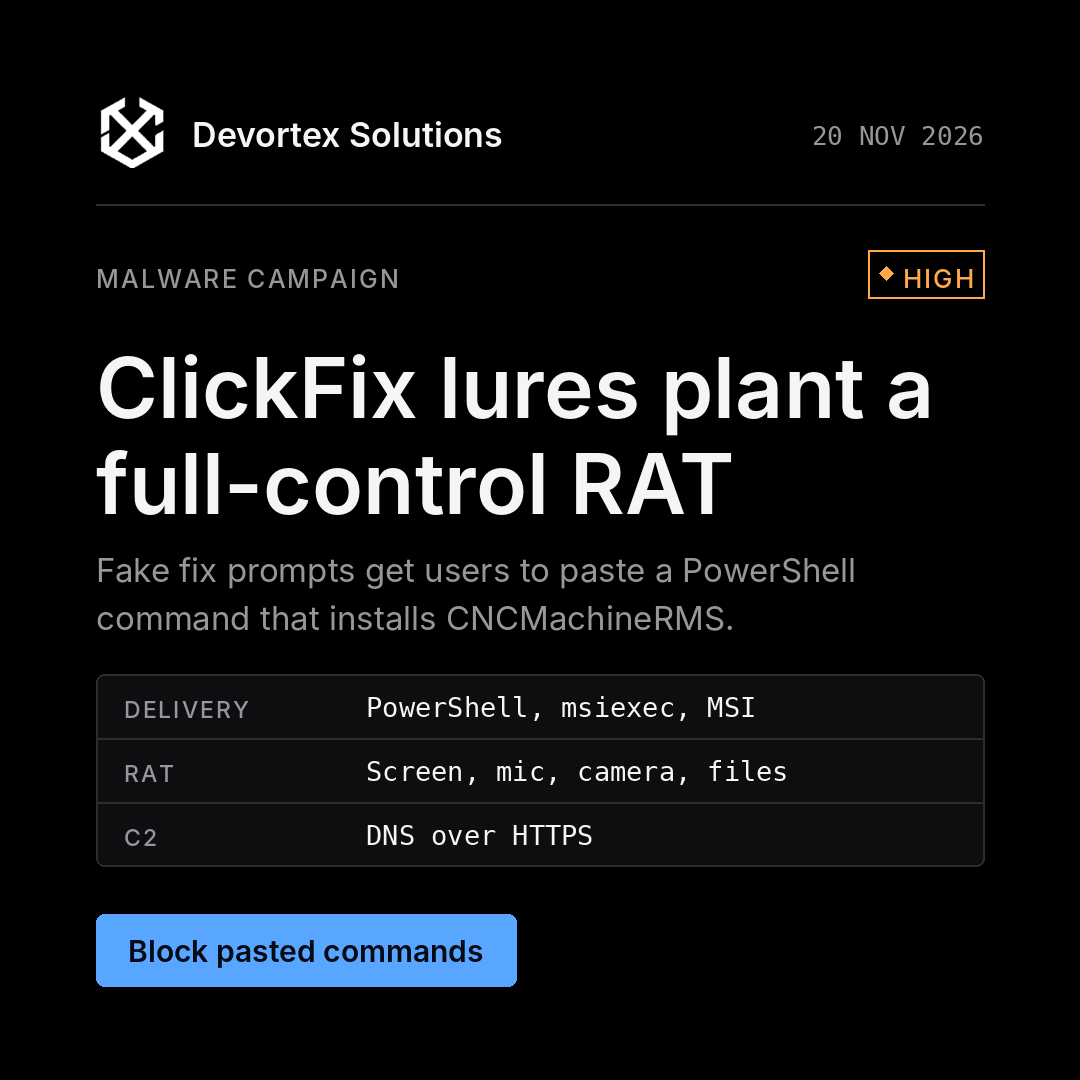 Devortex Solutions
20 NOV 2026
MALWARE CAMPAIGN
HIGH
ClickFix lures plant a
full-control RAT
Fake fix prompts get users to paste a PowerShell
command that installs CNCMachineRMS.
DELIVERY PowerShell, msiexec, MSI
RAT Screen, mic, camera, files
C2 DNS over HTTPS
Block pasted commands